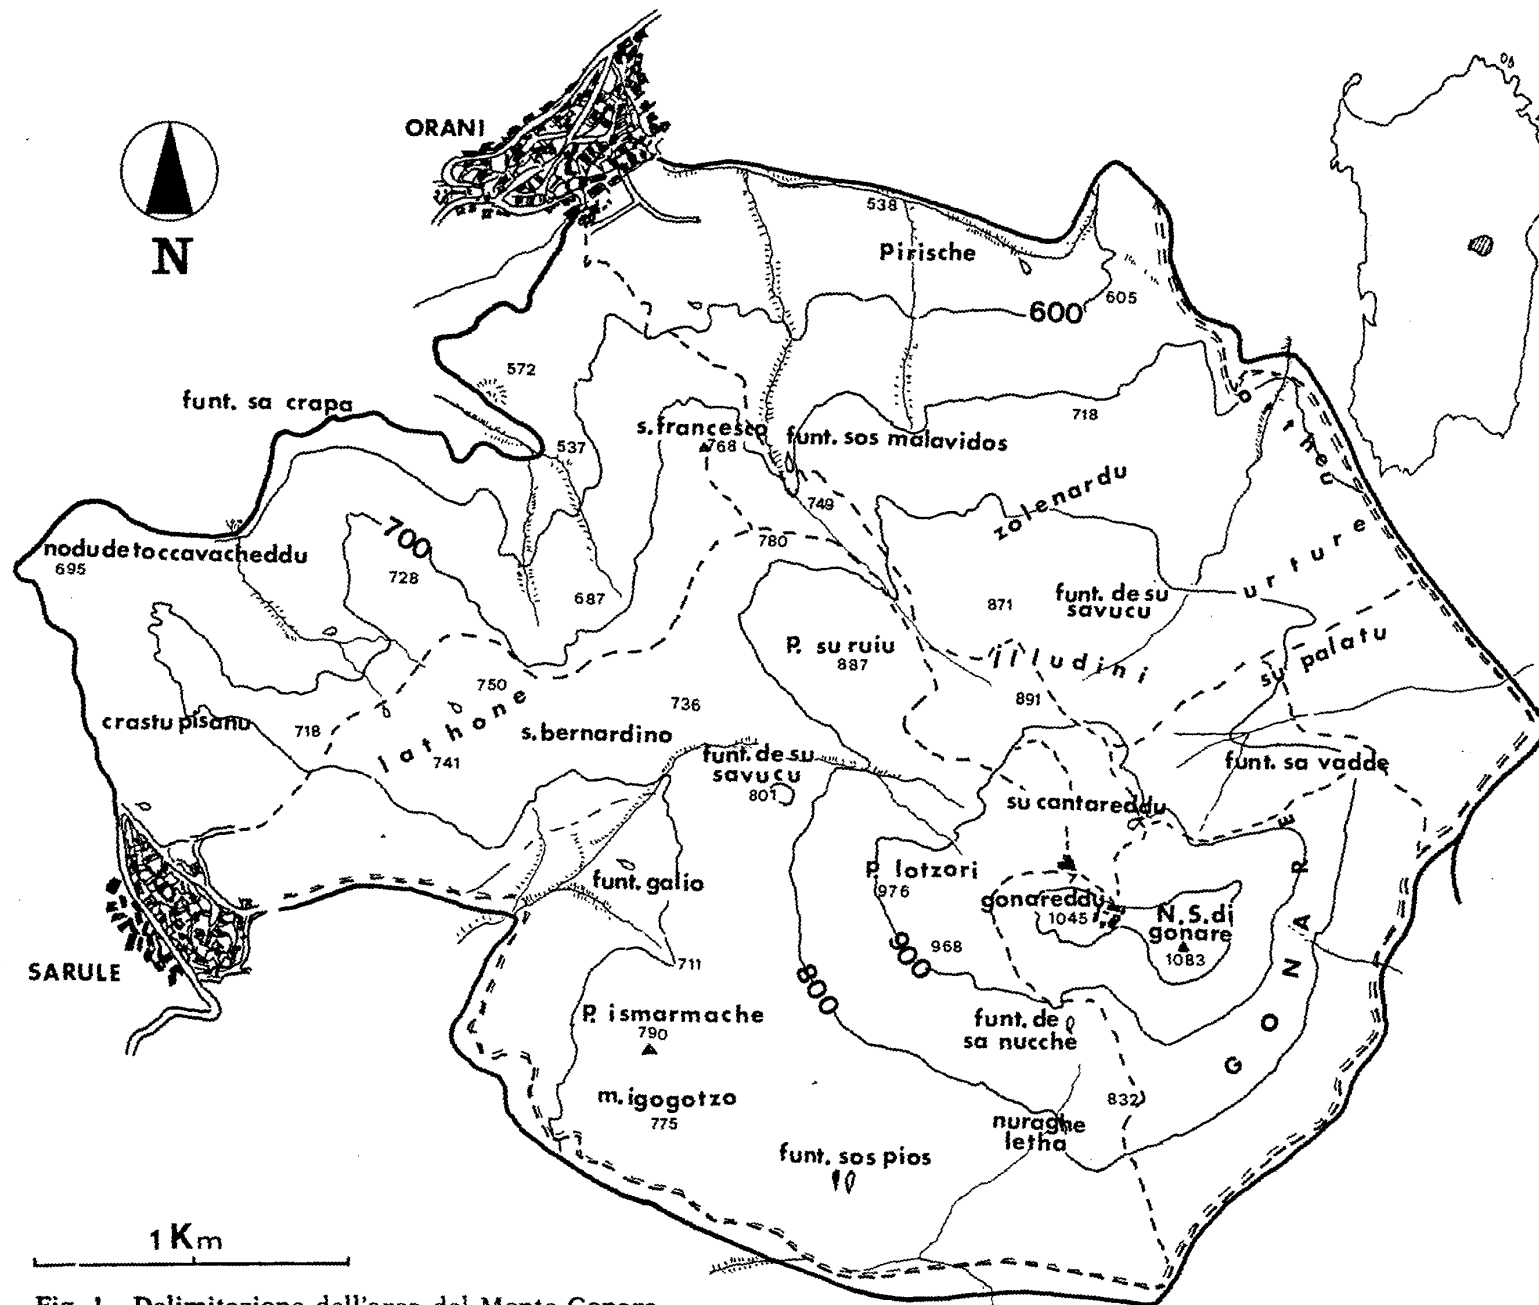 ORANI
N
538
Pirische
605
600
572
funt. sa crapa
718
s. francesco
768
funt. sos malavidos
537
othec
zolenardu
749
700
780
nodu de toccavacheddu
695
728
urture
687
871
funt. de su
savucu
P. su ruiu
887
illudini
su palatu
750
891
736
crastu pisanu
718
lathone
s. bernardino
741
funt. de su
savucu
801
funt. sa vadde
su cantareddu
P. lotzori
976
funt. galio
gonareddu
1045
N.S. di
gonare
1083
968
900
GONARE
SARULE
711
800
P. ismarmache
790
funt. de
sa nucche
m. igogotzo
775
832
nuraghe
letha
funt. sos pios
1 Km
Fig. 1 Delimitazione dell'area del Monte Gonare